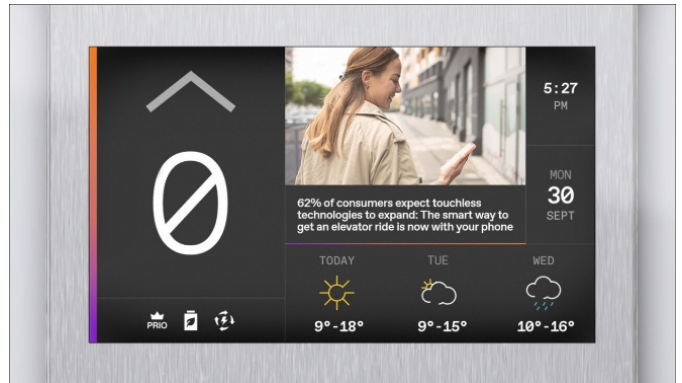 0
PRIO
62% of consumers expect touchless
technologies to expand: The smart way to
get an elevator ride is now with your phone
5:27
PM
MON
30
SEPT
TODAY
TUE
WED
9°-18°
9°-15°
10°-16°